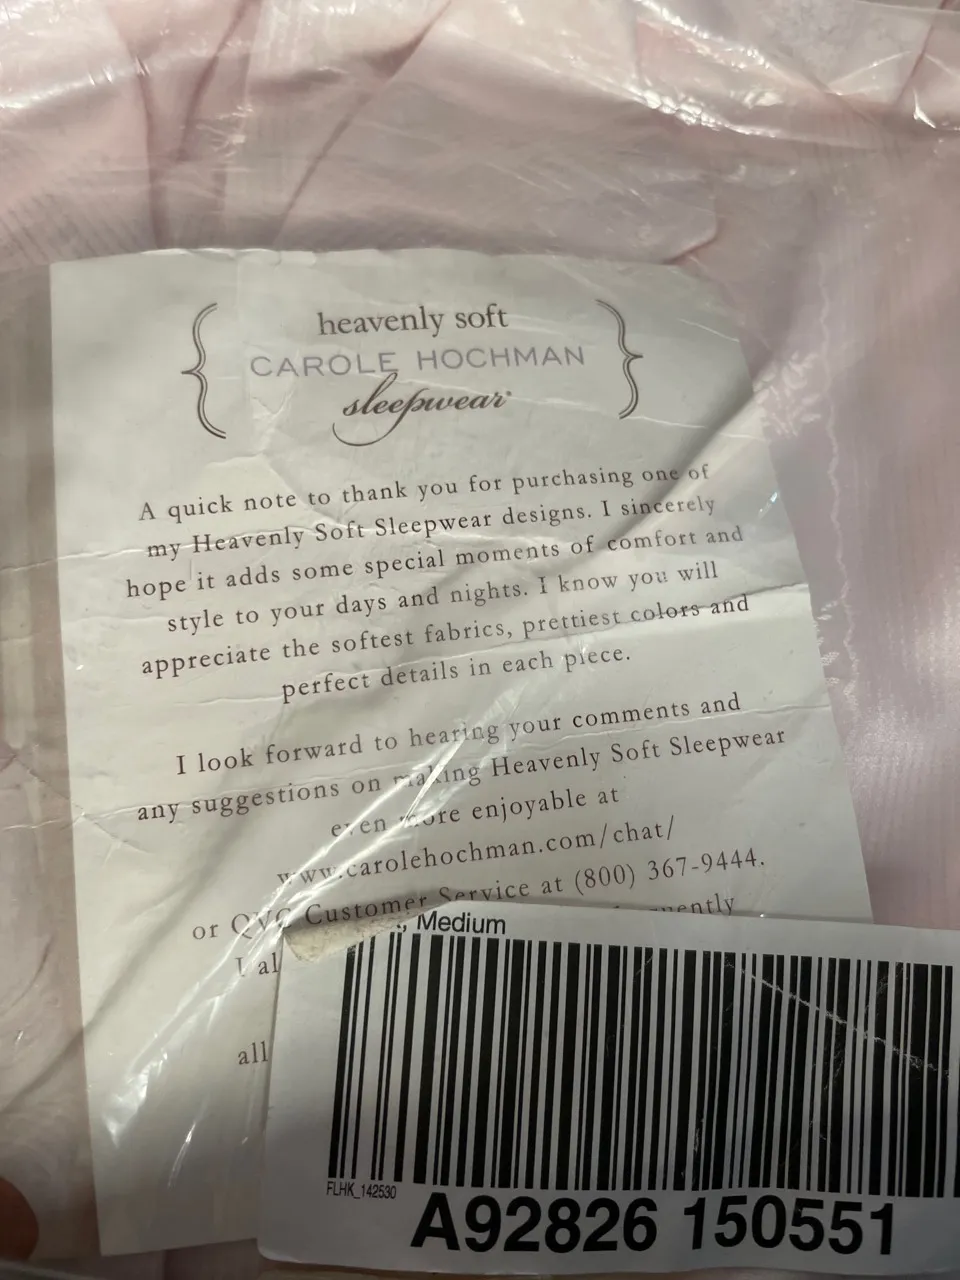 heavenly soft
CAROLE HOCHMAN
sleepwear
A quick note to thank you for purchasing one of
my Heavenly Soft Sleepwear designs. I sincerely
hope it adds some special moments of comfort and
style to your days and nights. I know you will
appreciate the softest fabrics, prettiest colors and
perfect details in each piece.
I look forward to hearing your comments and
any suggestions on making Heavenly Soft Sleepwear
even more enjoyable at
www.carolehochman.com/chat/
or QVC Customer Service at (800) 367-9444.
I al
all
, Medium
FLHK_142530
A92826 150551